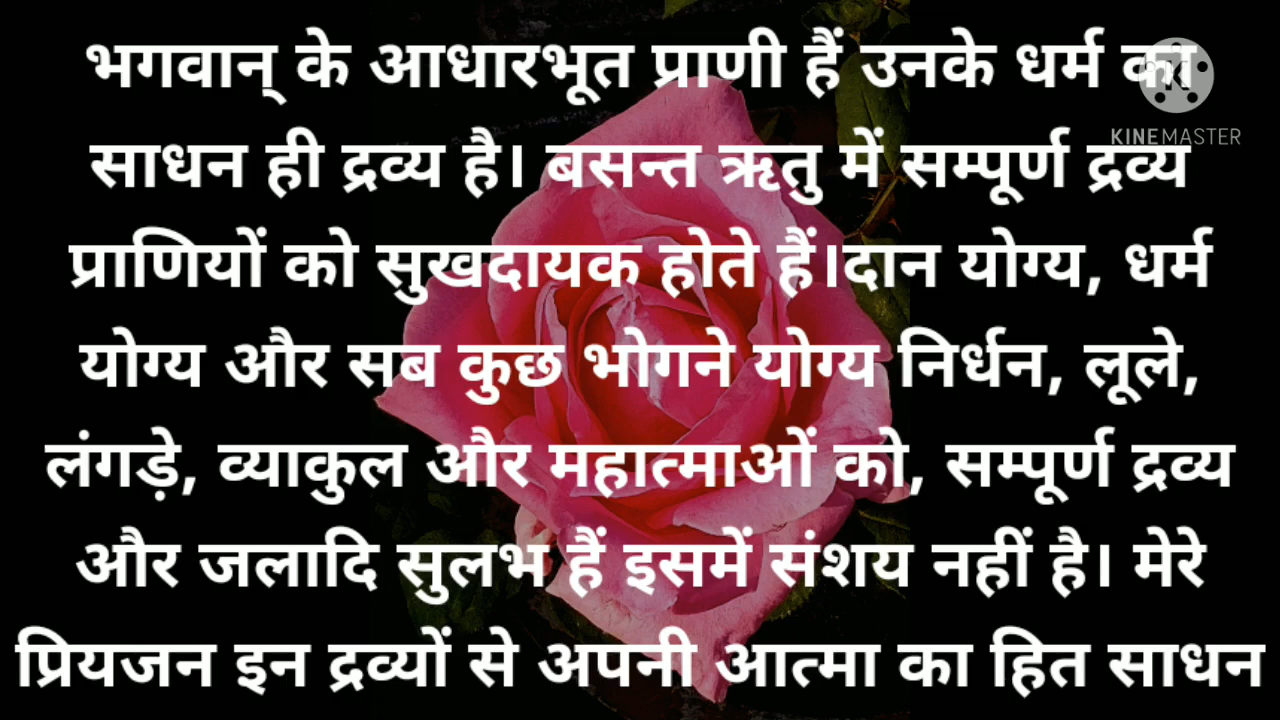 भगवान् के आधारभूत प्राणी हैं उनके धर्म का
KINEMASTER
साधन ही द्रव्य है। बसन्त ऋतु में सम्पूर्ण द्रव्य
प्राणियों को सुखदायक होते हैं।दान योग्य, धर्म
योग्य और सब कुछ भोगने योग्य निर्धन, लूले,
लंगड़े, व्याकुल और महात्माओं को, सम्पूर्ण द्रव्य
और जलादि सुलभ हैं इसमें संशय नहीं है। मेरे
प्रियजन इन द्रव्यों से अपनी आत्मा का हित साधन